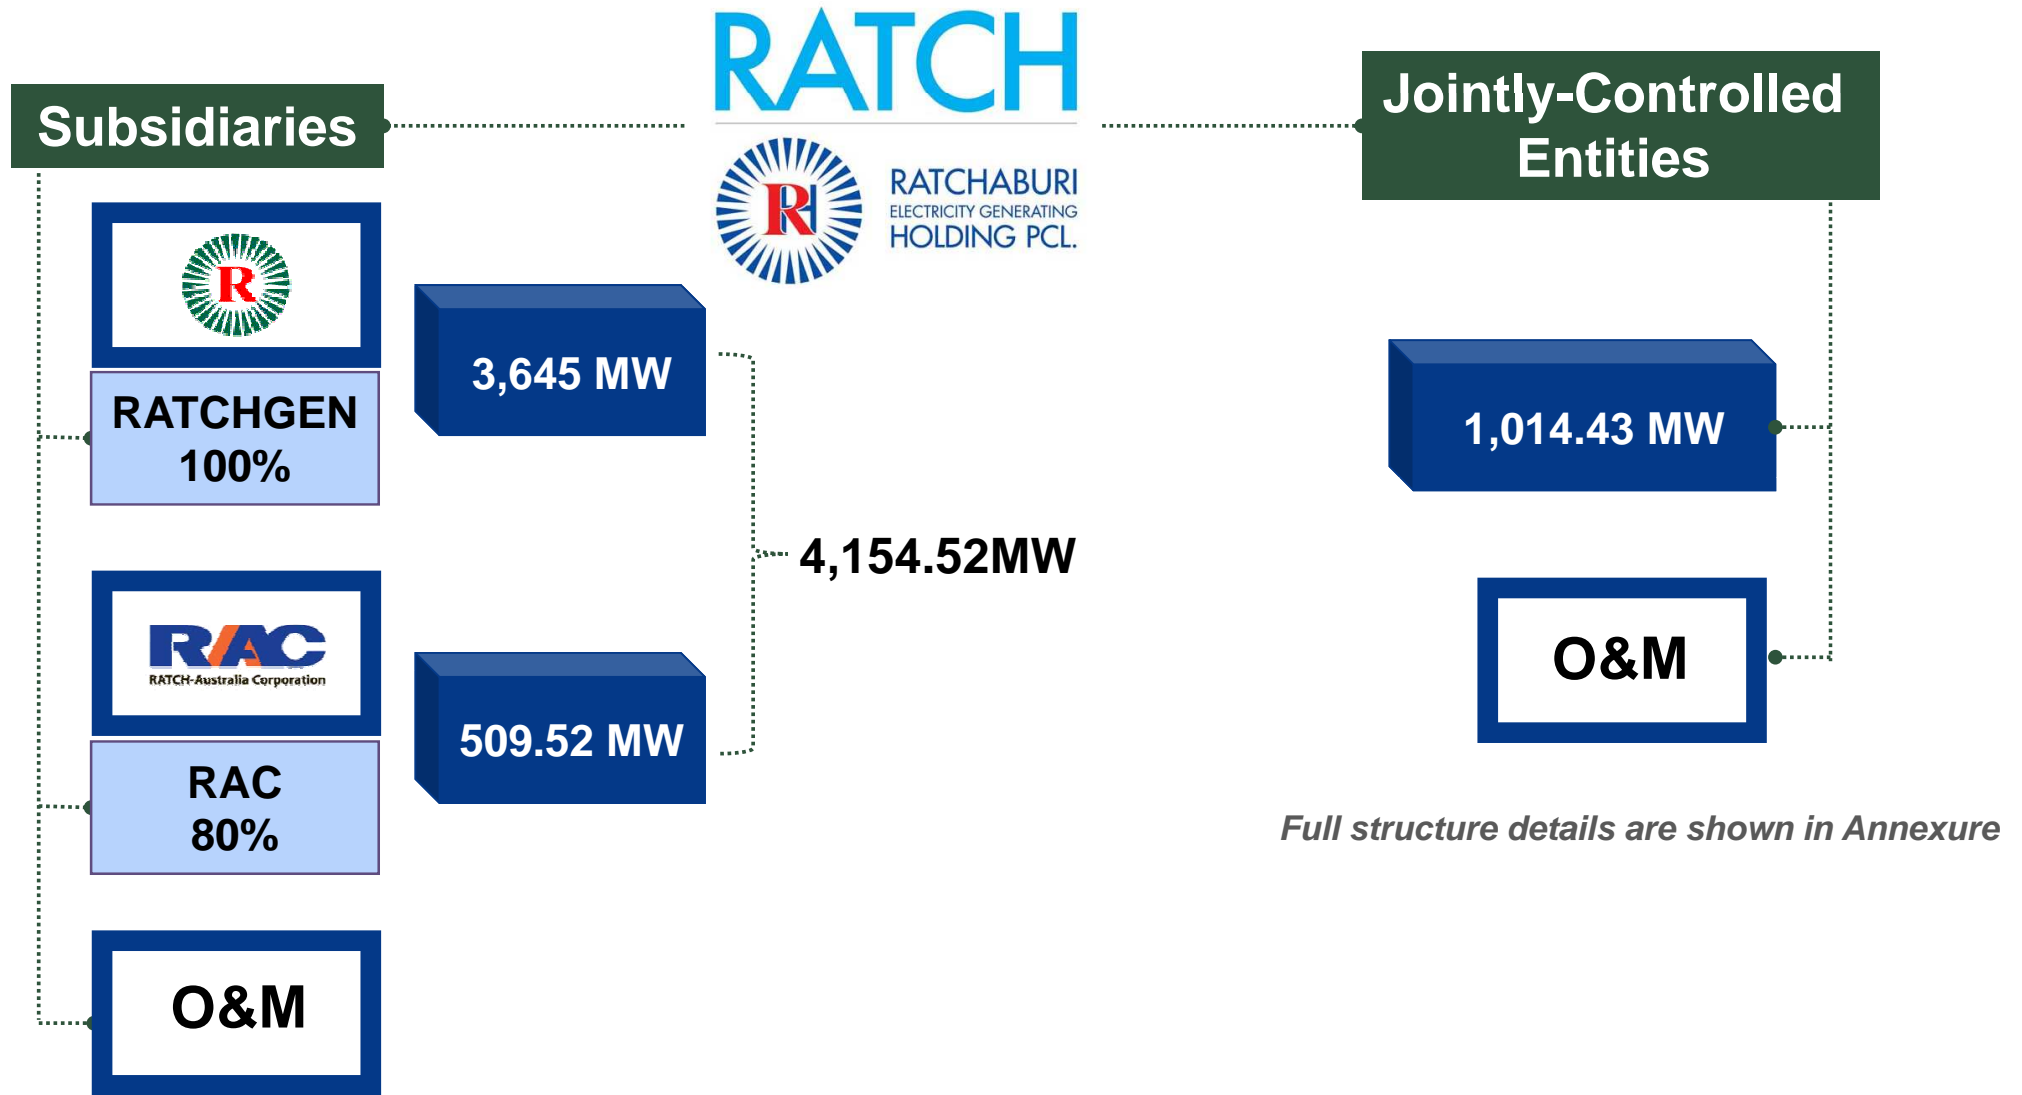 RATCH
RATCHABURI
ELECTRICITY GENERATING
HOLDING PCL.
Subsidiaries
R
RATCHGEN
100%
3,645 MW
RAC
RATCH-Australia Corporation
RAC
80%
509.52 MW
4,154.52MW
O&M
Jointly-Controlled
Entities
1,014.43 MW
O&M
Full structure details are shown in Annexure